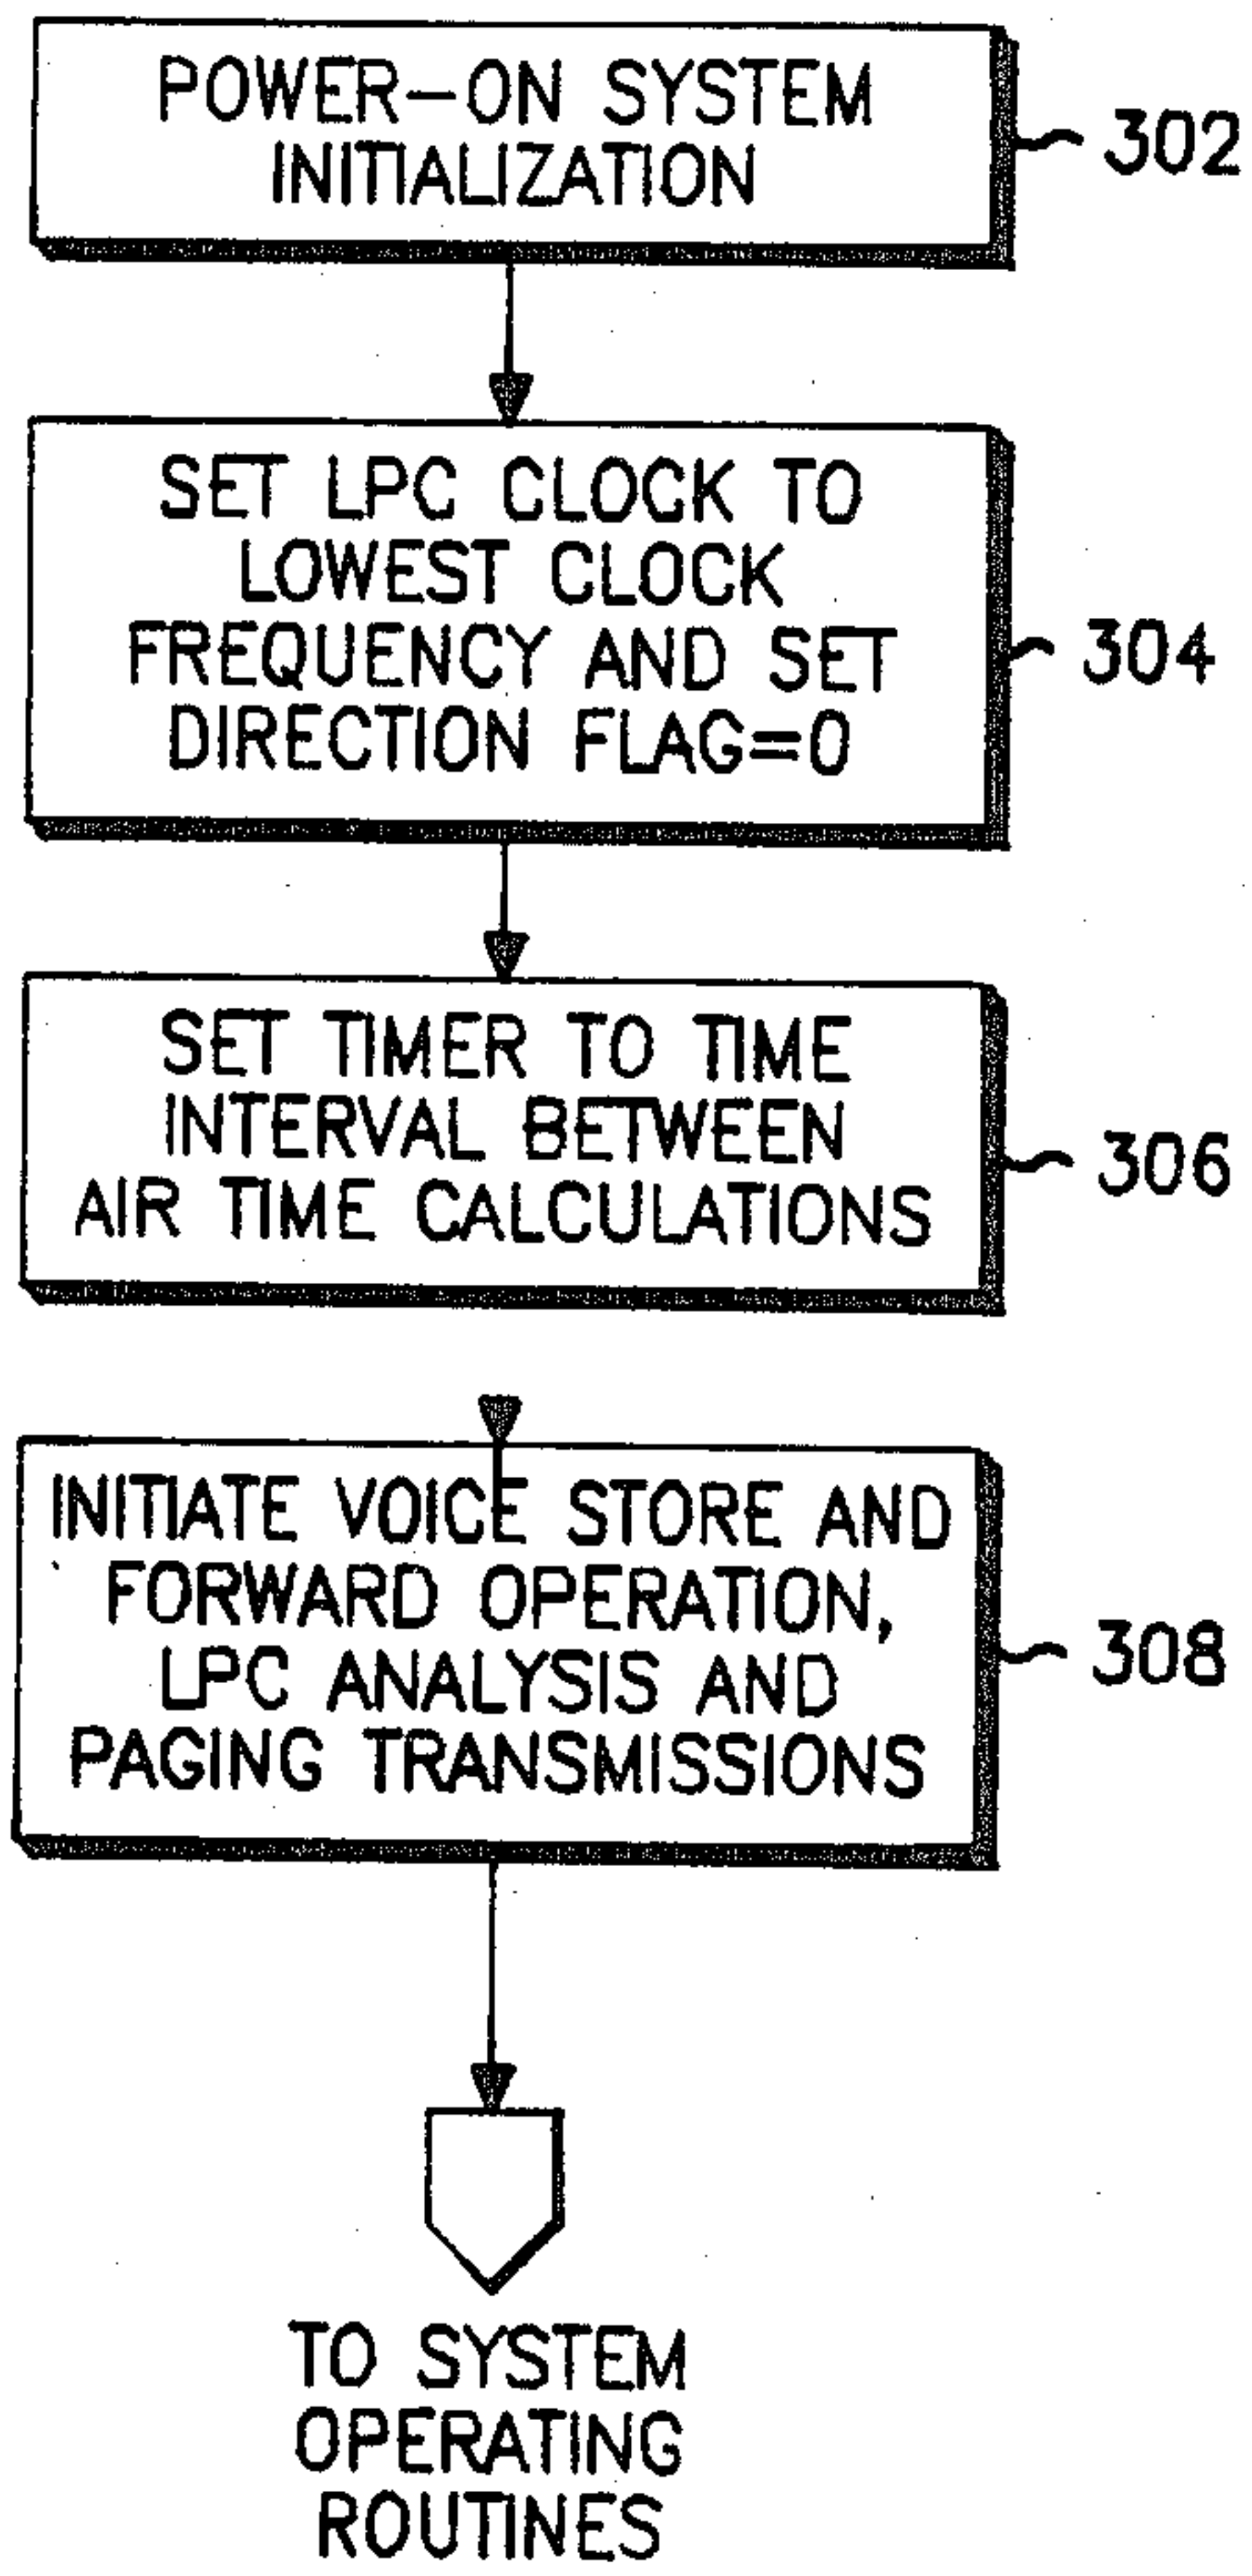 POWER-ON SYSTEM
INITIALIZATION
302
SET LPC CLOCK TO
LOWEST CLOCK
FREQUENCY AND SET
DIRECTION FLAG=0
304
SET TIMER TO TIME
INTERVAL BETWEEN
AIR TIME CALCULATIONS
306
INITIATE VOICE STORE AND
FORWARD OPERATION,
LPC ANALYSIS AND
PAGING TRANSMISSIONS
308
TO SYSTEM
OPERATING
ROUTINES